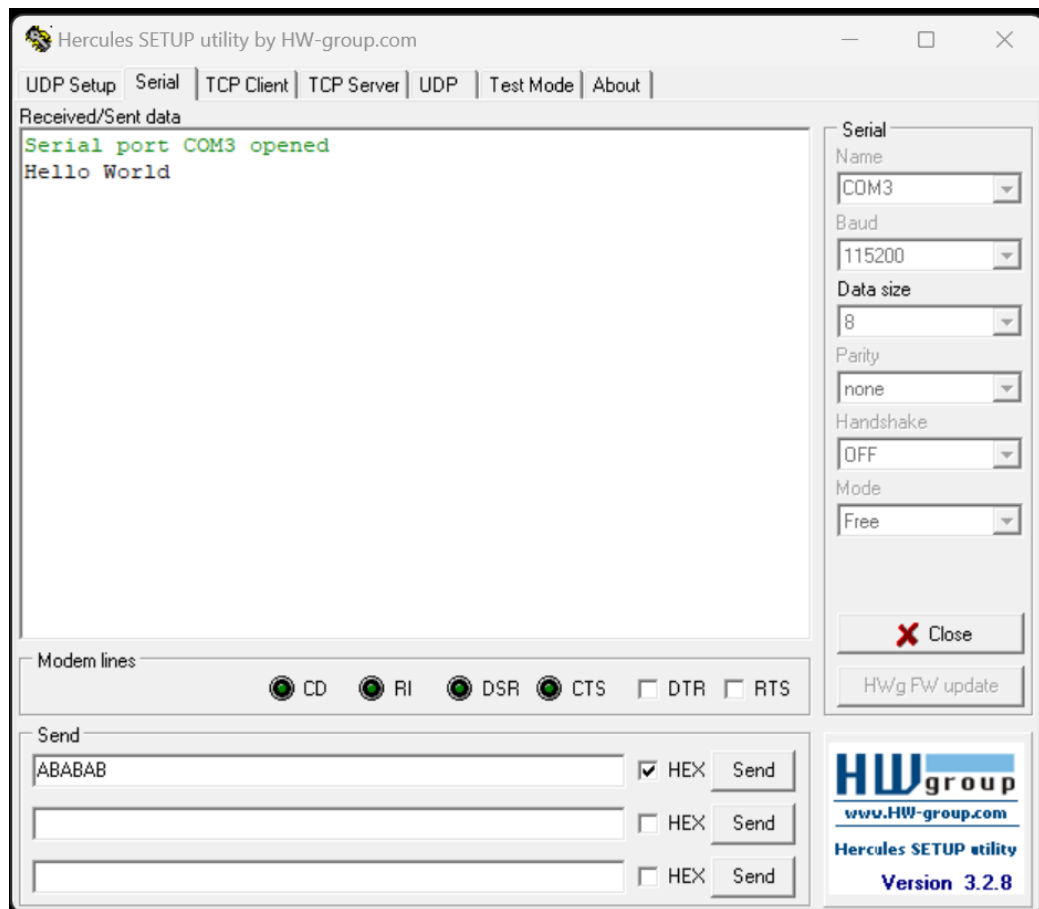 Hercules SETUP utility by HW-group.com
UDP Setup Serial TCP Client TCP Server UDP Test Mode About
Received/Sent data
Serial port COM3 opened
Hello World
Serial
Name
COM3
Baud
115200
Data size
8
Parity
none
Handshake
OFF
Mode
Free
Close
HWg FW update
Modem lines
CD RI DSR CTS DTR RTS
Send
ABABAB HEX Send
HEX Send
HEX Send
HW group
www.HW-group.com
Hercules SETUP utility
Version 3.2.8